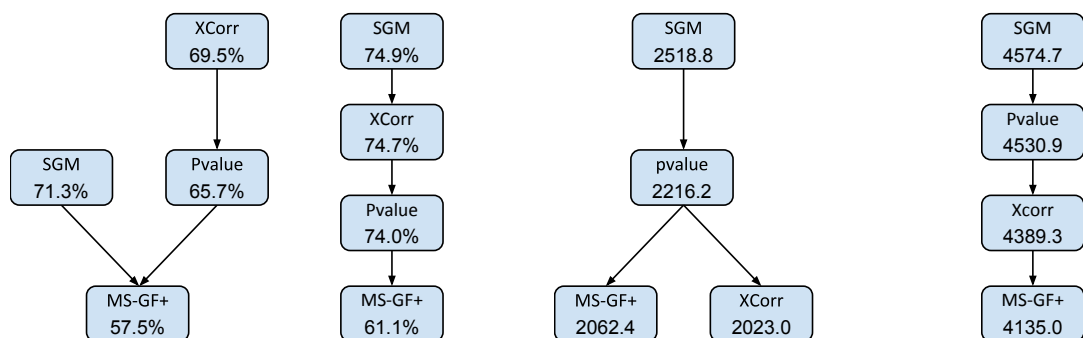 XCorr
69.5%
SGM
71.3%
Pvalue
65.7%
MS-GF+
57.5%
SGM
74.9%
XCorr
74.7%
Pvalue
74.0%
MS-GF+
61.1%
SGM
2518.8
pvalue
2216.2
MS-GF+
2062.4
XCorr
2023.0
SGM
4574.7
Pvalue
4530.9
Xcorr
4389.3
MS-GF+
4135.0